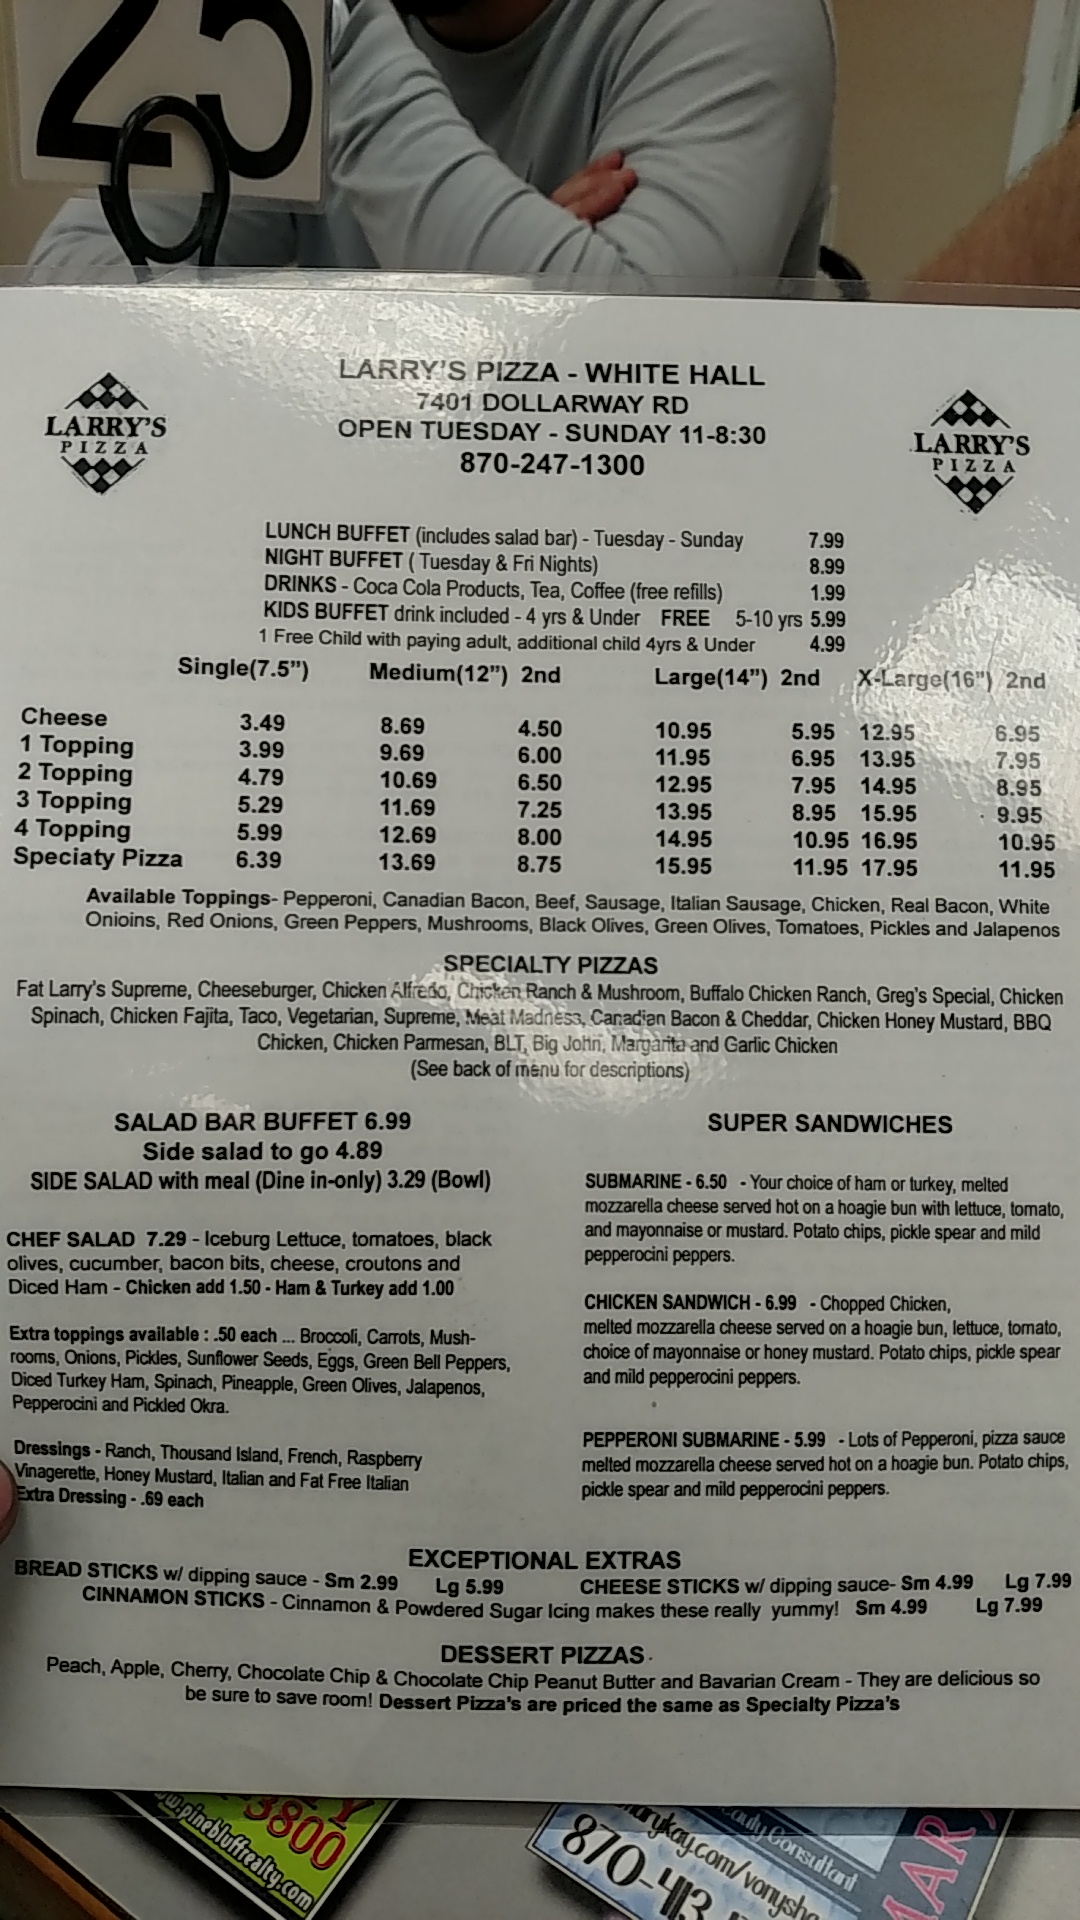 25
LARRY'S PIZZA - WHITE HALL
7401 DOLLARWAY RD
OPEN TUESDAY - SUNDAY 11-8:30
870-247-1300
LARRY'S
PIZZA
LARRY'S
PIZZA
LUNCH BUFFET (includes salad bar) - Tuesday - Sunday 7.99
NIGHT BUFFET ( Tuesday & Fri Nights) 8.99
DRINKS - Coca Cola Products, Tea, Coffee (free refills) 1.99
KIDS BUFFET drink included - 4 yrs & Under FREE 5-10 yrs 5.99
1 Free Child with paying adult, additional child 4yrs & Under 4.99
Single(7.5") Medium(12") 2nd Large(14") 2nd X-Large(16") 2nd
Cheese 3.49 8.69 4.50 10.95 5.95 12.95 6.95
1 Topping 3.99 9.69 6.00 11.95 6.95 13.95 7.95
2 Topping 4.79 10.69 6.50 12.95 7.95 14.95 8.95
3 Topping 5.29 11.69 7.25 13.95 8.95 15.95 9.95
4 Topping 5.99 12.69 8.00 14.95 10.95 16.95 10.95
Speciaty Pizza 6.39 13.69 8.75 15.95 11.95 17.95 11.95
Available Toppings- Pepperoni, Canadian Bacon, Beef, Sausage, Italian Sausage, Chicken, Real Bacon, White
Onioins, Red Onions, Green Peppers, Mushrooms, Black Olives, Green Olives, Tomatoes, Pickles and Jalapenos
SPECIALTY PIZZAS
Fat Larry's Supreme, Cheeseburger, Chicken Alfredo, Chicken Ranch & Mushroom, Buffalo Chicken Ranch, Greg's Special, Chicken
Spinach, Chicken Fajita, Taco, Vegetarian, Supreme, Meat Madness, Canadian Bacon & Cheddar, Chicken Honey Mustard, BBQ
Chicken, Chicken Parmesan, BLT, Big John, Margarita and Garlic Chicken
(See back of menu for descriptions)
SALAD BAR BUFFET 6.99
Side salad to go 4.89
SIDE SALAD with meal (Dine in-only) 3.29 (Bowl)
CHEF SALAD 7.29 - Iceburg Lettuce, tomatoes, black
olives, cucumber, bacon bits, cheese, croutons and
Diced Ham - Chicken add 1.50 - Ham & Turkey add 1.00
Extra toppings available : .50 each ... Broccoli, Carrots, Mush-
rooms, Onions, Pickles, Sunflower Seeds, Eggs, Green Bell Peppers,
Diced Turkey Ham, Spinach, Pineapple, Green Olives, Jalapenos,
Pepperocini and Pickled Okra.
Dressings - Ranch, Thousand Island, French, Raspberry
Vinagerette, Honey Mustard, Italian and Fat Free Italian
Extra Dressing - .69 each
SUPER SANDWICHES
SUBMARINE - 6.50 - Your choice of ham or turkey, melted
mozzarella cheese served hot on a hoagie bun with lettuce, tomato,
and mayonnaise or mustard. Potato chips, pickle spear and mild
pepperocini peppers.
CHICKEN SANDWICH - 6.99 - Chopped Chicken,
melted mozzarella cheese served on a hoagie bun, lettuce, tomato,
choice of mayonnaise or honey mustard. Potato chips, pickle spear
and mild pepperocini peppers.
PEPPERONI SUBMARINE - 5.99 - Lots of Pepperoni, pizza sauce
melted mozzarella cheese served hot on a hoagie bun. Potato chips,
pickle spear and mild pepperocini peppers.
EXCEPTIONAL EXTRAS
BREAD STICKS w/ dipping sauce - Sm 2.99 Lg 5.99 CHEESE STICKS w/ dipping sauce- Sm 4.99 Lg 7.99
CINNAMON STICKS - Cinnamon & Powdered Sugar Icing makes these really yummy! Sm 4.99 Lg 7.99
DESSERT PIZZAS
Peach, Apple, Cherry, Chocolate Chip & Chocolate Chip Peanut Butter and Bavarian Cream - They are delicious so
be sure to save room! Dessert Pizza's are priced the same as Specialty Pizza's
3800
w.pinebluffrealty.com
Consultant
870-413